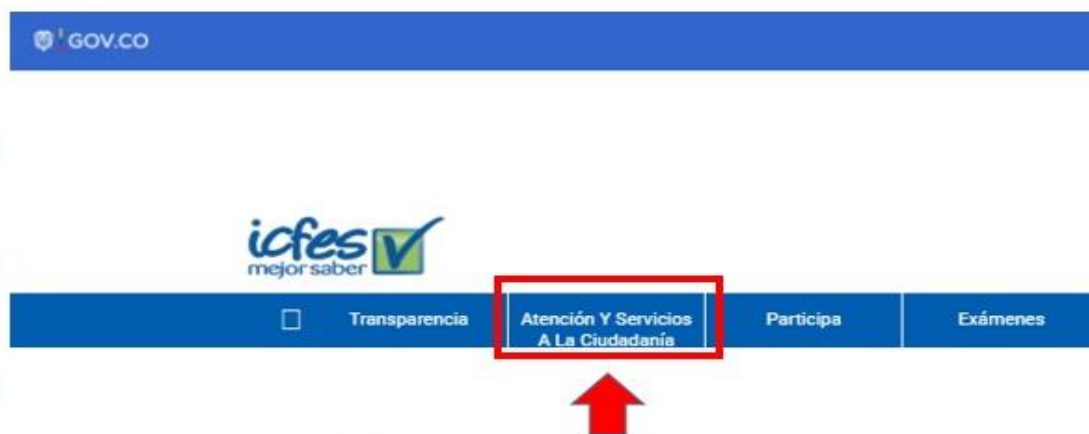 GOV.CO
icfes
mejor saber
Transparencia
Atención Y Servicios
A La Ciudadanía
Participa
Exámenes